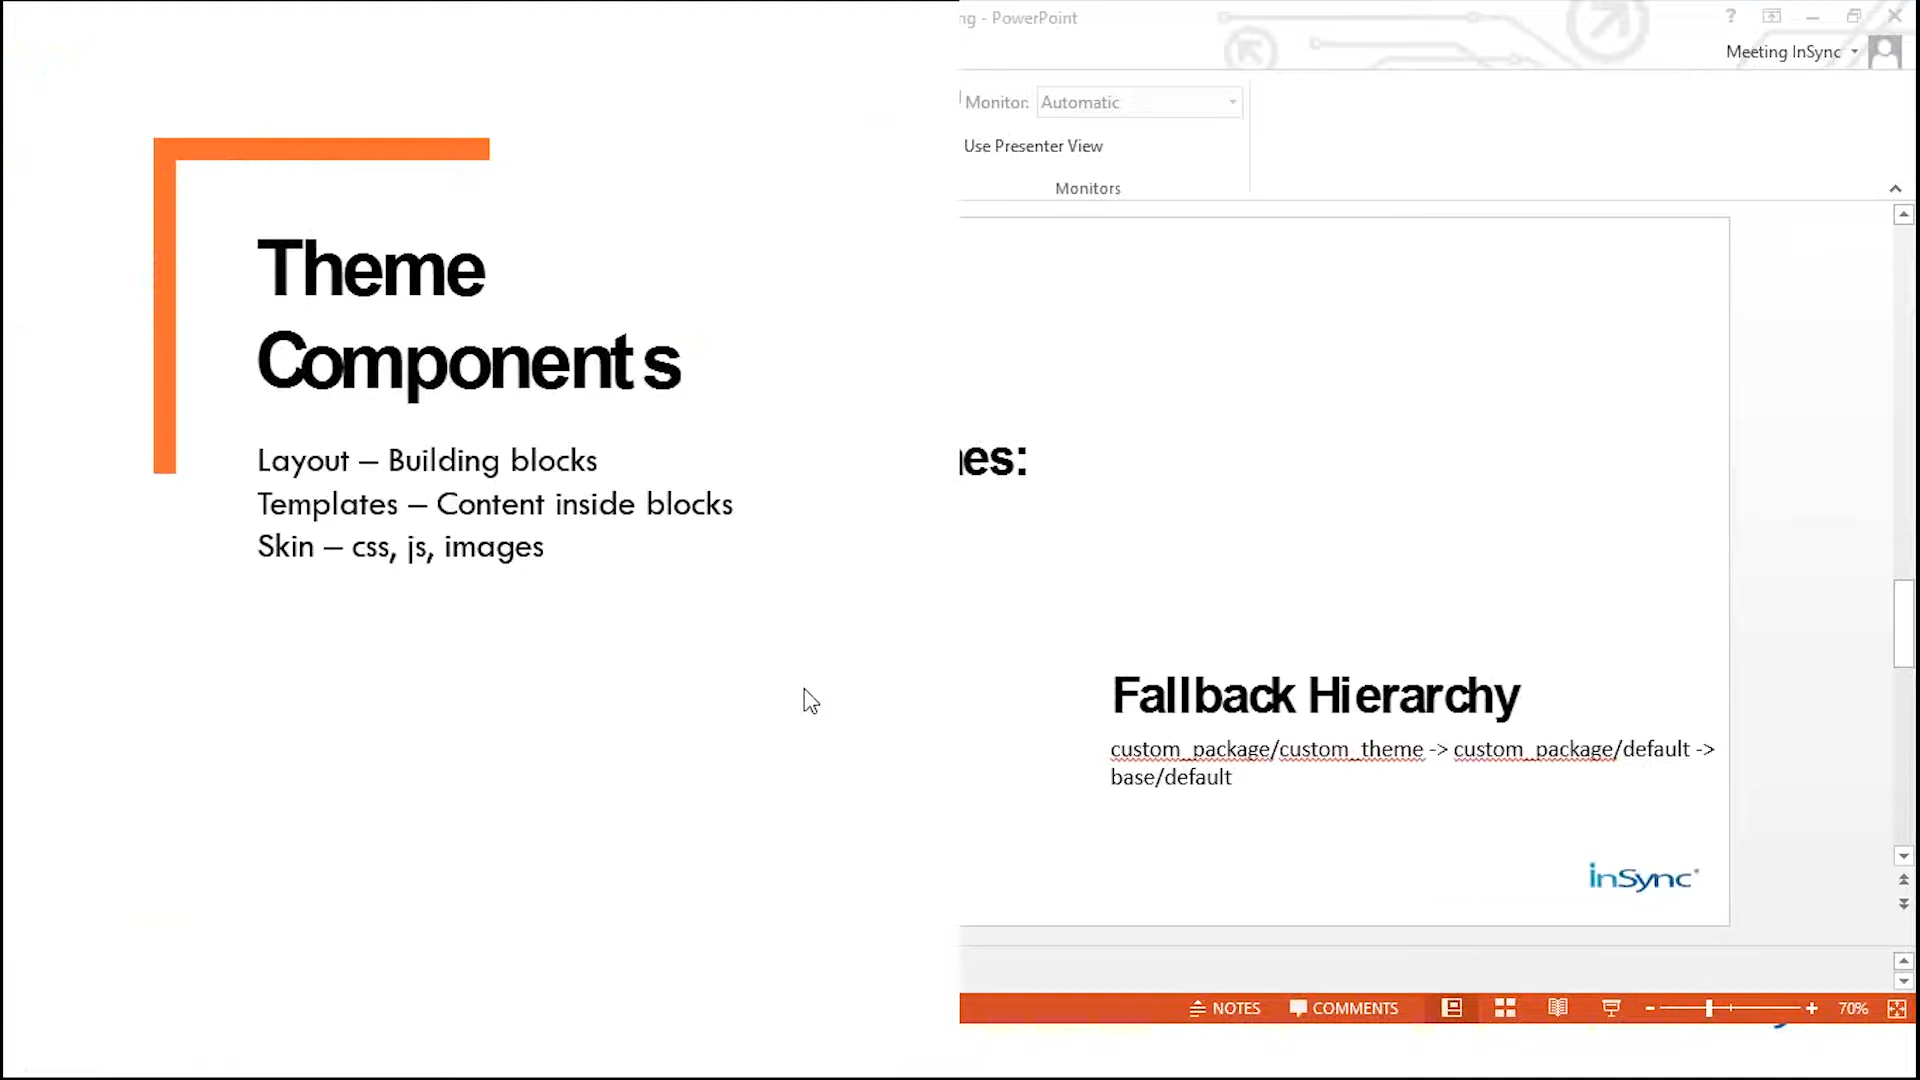 Theme
Components
Layout – Building blocks
Templates – Content inside blocks
Skin – css, js, images
ng - PowerPoint
?
Meeting InSync
Monitor:
Automatic
Use Presenter View
Monitors
es:
Fallback Hierarchy
custom_package/custom_theme -> custom_package/default ->
base/default
inSync
NOTES
COMMENTS
70%